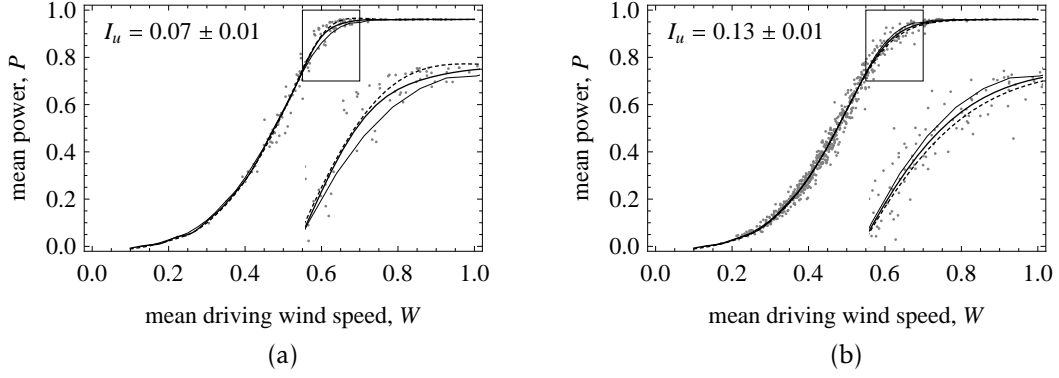 I_u = 0.07 ± 0.01
mean power, P
1.0
0.8
0.6
0.4
0.2
0.0
0.0 0.2 0.4 0.6 0.8 1.0
mean driving wind speed, W
(a)
I_u = 0.13 ± 0.01
mean power, P
1.0
0.8
0.6
0.4
0.2
0.0
0.0 0.2 0.4 0.6 0.8 1.0
mean driving wind speed, W
(b)